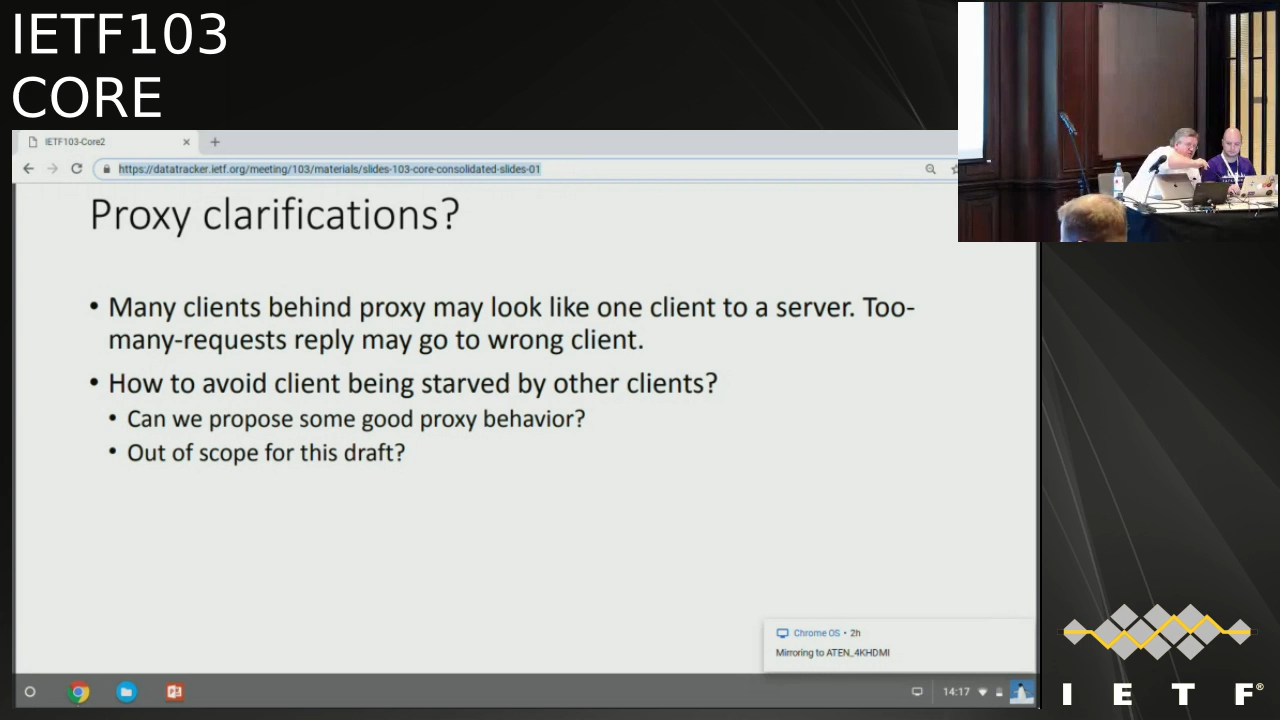 IETF103
CORE
IETF103-Core2
https://datatracker.ietf.org/meeting/103/materials/slides-103-core-consolidated-slides-01
Proxy clarifications?
• Many clients behind proxy may look like one client to a server. Too-
many-requests reply may go to wrong client.
• How to avoid client being starved by other clients?
• Can we propose some good proxy behavior?
• Out of scope for this draft?
Chrome OS • 2h
Mirroring to ATEN_4KHDMI
14:17
I E T F®